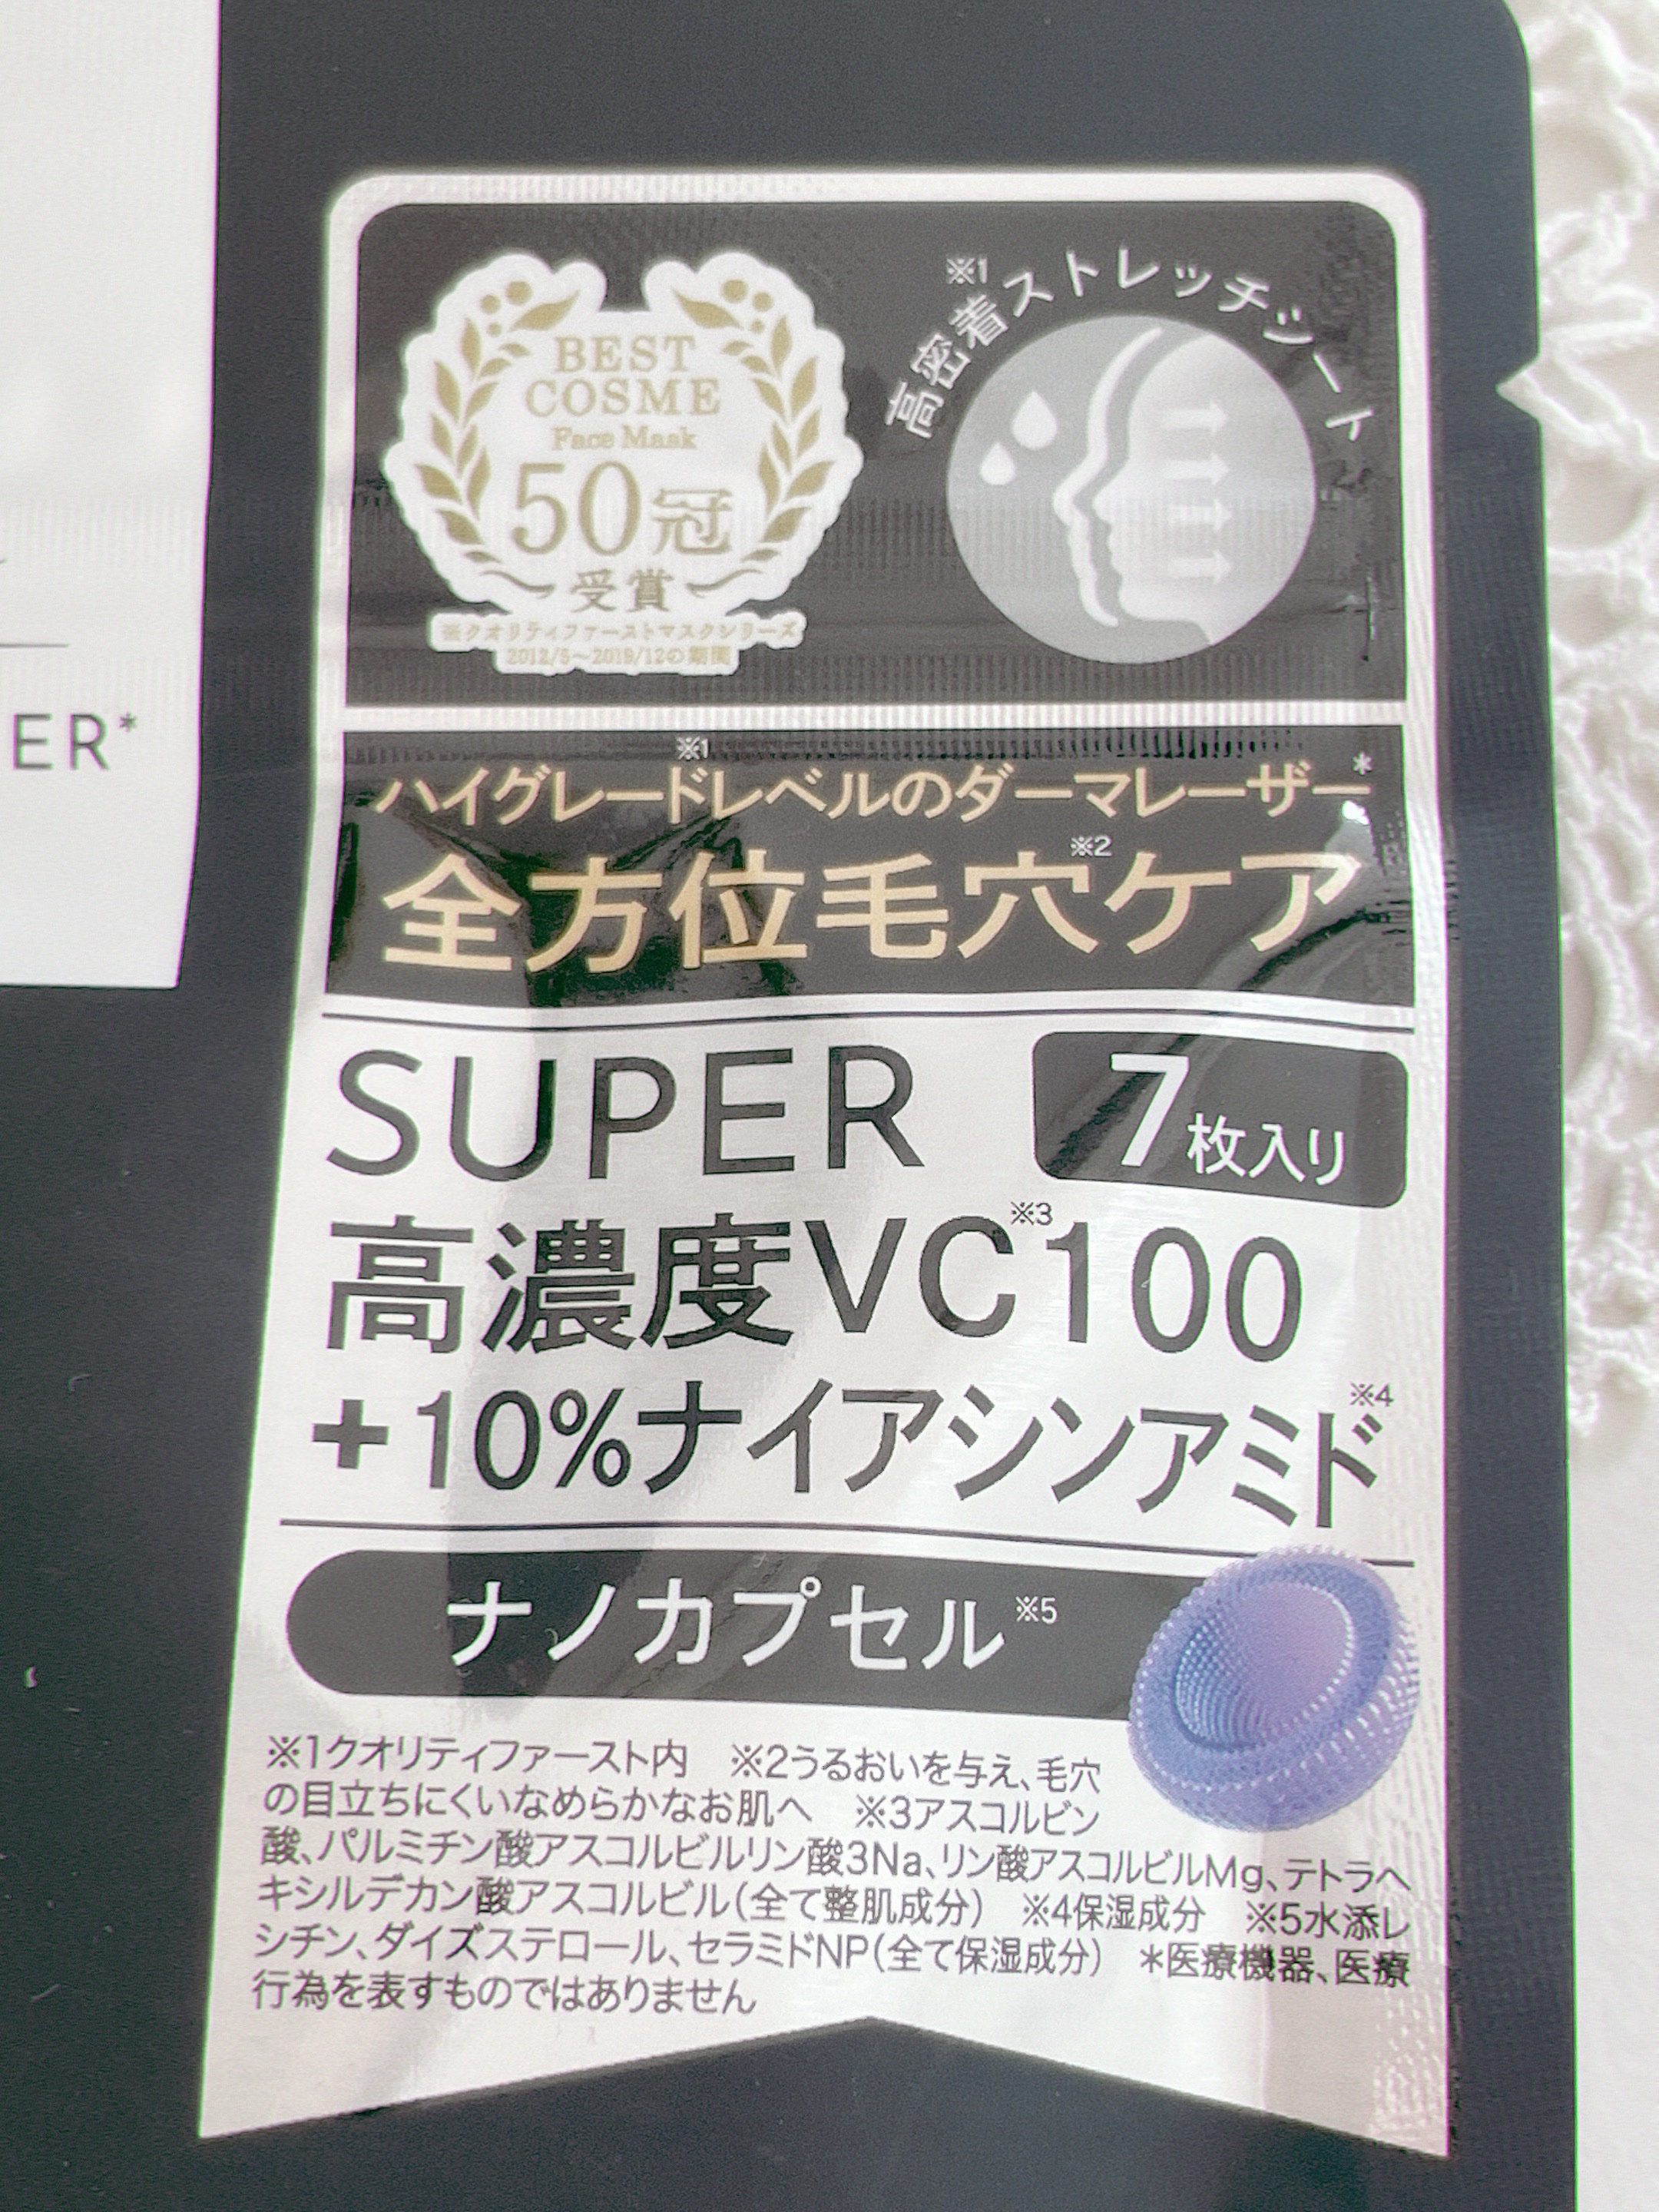 ER*
BEST
COSME
Face Mask
50冠
受賞
※クオリティファーストマスクシリーズ
2012/5～2019/12の期間
高密着ストレッチシート※1
ハイグレードレベル※1のダーマレーザー*
全方位毛穴ケア※2
SUPER
7枚入り
高濃度VC※3100
+10%ナイアシンアミド※4
ナノカプセル※5
※1クオリティファースト内 ※2うるおいを与え、毛穴
の目立ちにくいなめらかなお肌へ ※3アスコルビン
酸、パルミチン酸アスコルビルリン酸3Na、リン酸アスコルビルMg、テトラヘ
キシルデカン酸アスコルビル(全て整肌成分) ※4保湿成分 ※5水添レ
シチン、ダイズステロール、セラミドNP(全て保湿成分) *医療機器、医療
行為を表すものではありません